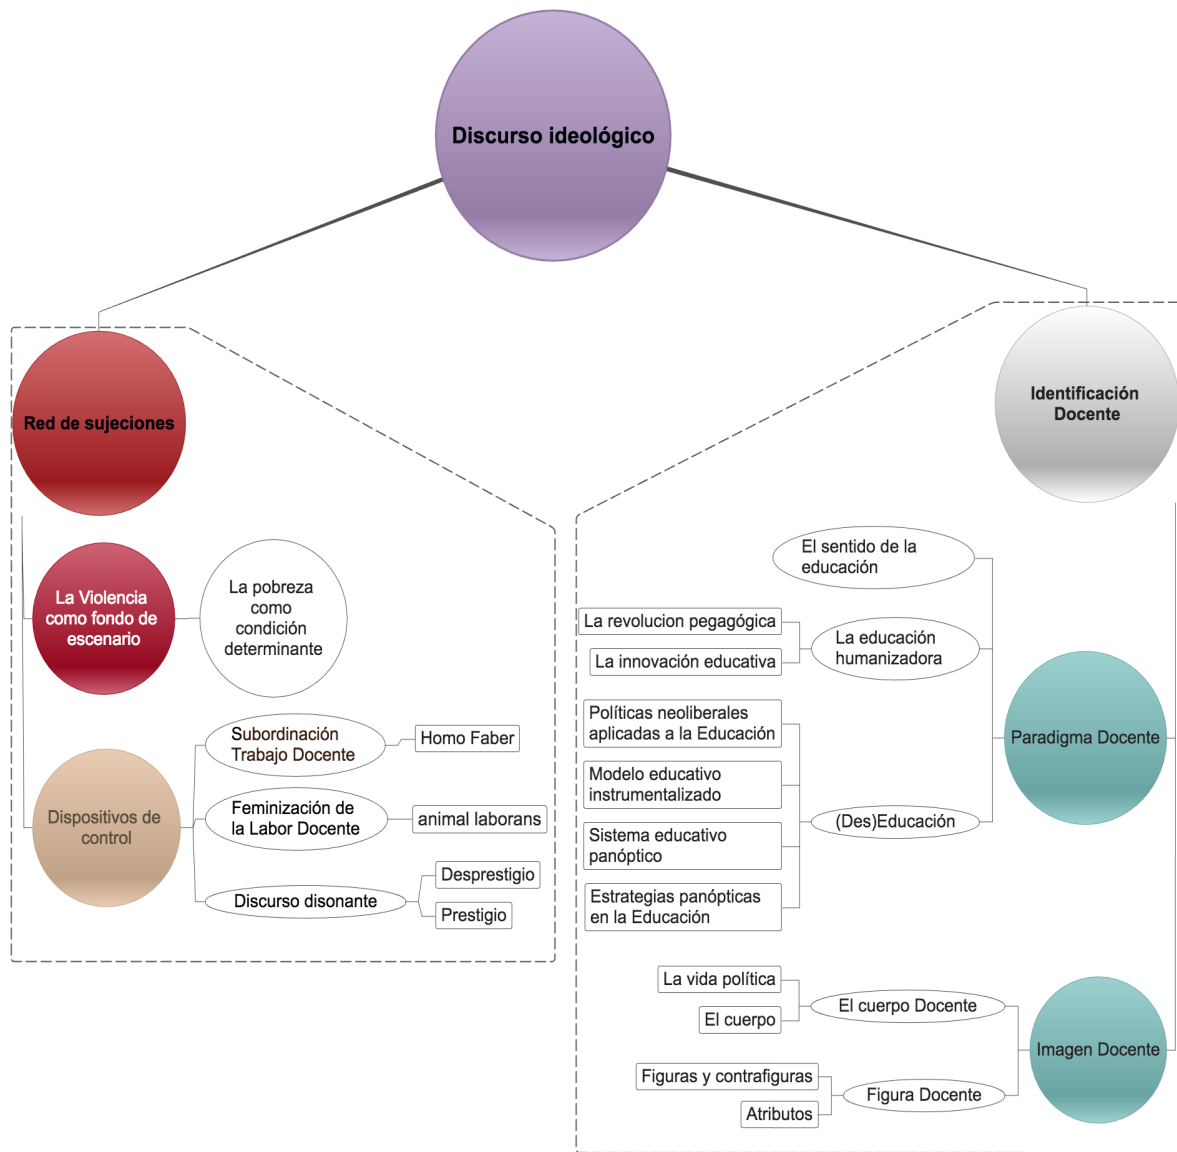 Discurso ideológico
Red de sujeciones
La Violencia
como fondo de
escenario
La pobreza
como
condición
determinante
Dispositivos de
control
Subordinación
Trabajo Docente
Homo Faber
Feminización de
la Labor Docente
animal laborans
Discurso disonante
Desprestigio
Prestigio
Identificación
Docente
El sentido de la
educación
La revolucion pegagógica
La innovación educativa
La educación
humanizadora
Políticas neoliberales
aplicadas a la Educación
Modelo educativo
instrumentalizado
Sistema educativo
panóptico
Estrategias panópticas
en la Educación
(Des)Educación
Paradigma Docente
La vida política
El cuerpo
El cuerpo Docente
Figuras y contrafiguras
Atributos
Figura Docente
Imagen Docente